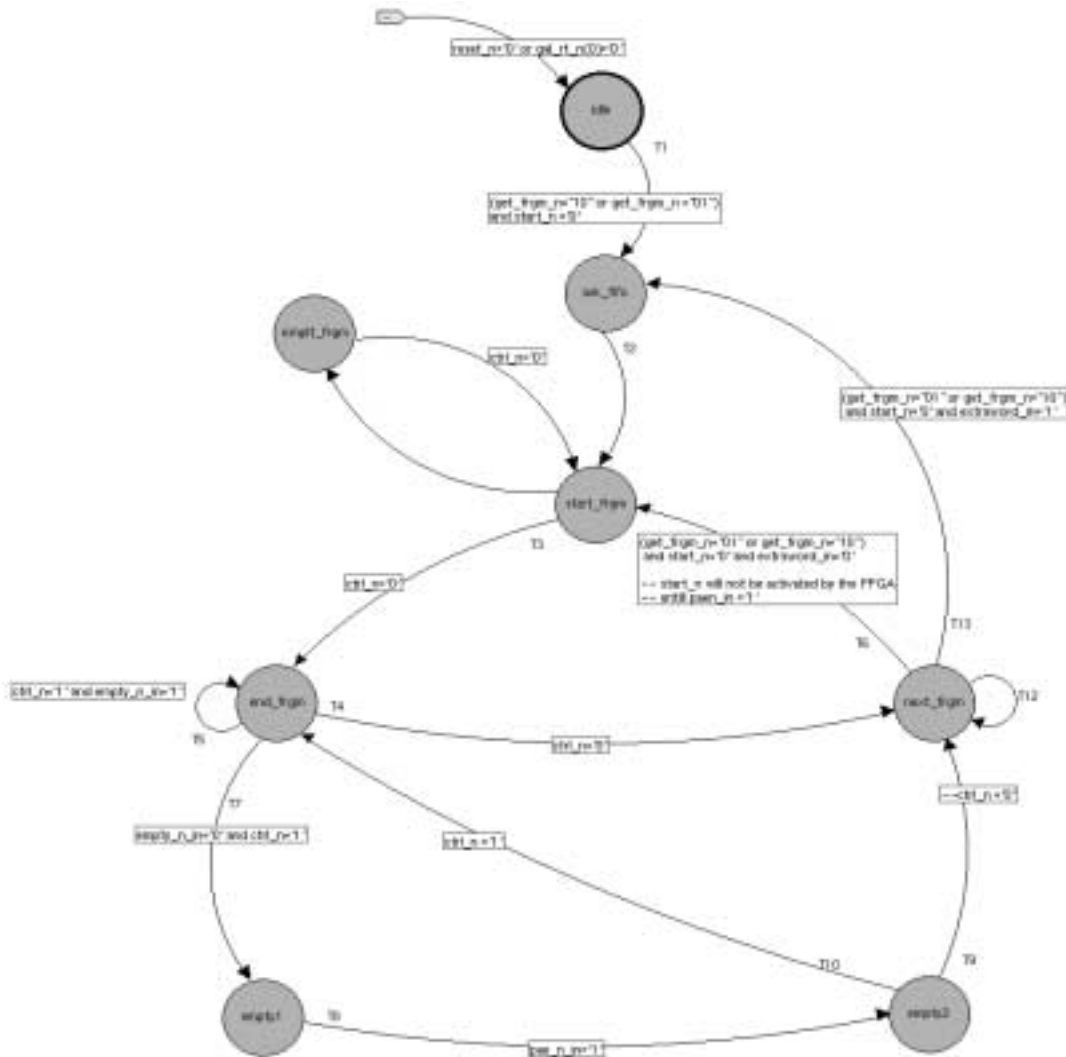 reset_n='0' or gal_rt_n(0)='0'
Idle
T1
(get_frgm_n="10" or get_frgm_n="01")
and start_n='0'
ask_fifo
empty_frgm
ctrl_n='0'
T2
(get_frgm_n="01" or get_frgm_n="10")
and start_n='0' and extraword_in='1'
start_frgm
T3
(get_frgm_n="01" or get_frgm_n="10")
and start_n='0' and extraword_in='0'
-- start_n will not be activated by the FPGA
-- until paen_in='1'
ctrl_n='0'
T6
T13
ctrl_n='1' and empty_n_in='1'
end_frgm
T4
next_frgm
T12
T5
ctrl_n='0'
T7
--ctrl_n='0'
empty_n_in='0' and ctrl_n='1'
ctrl_n='1'
T10
T9
empty1
T8
empty2
pae_n_in='1'